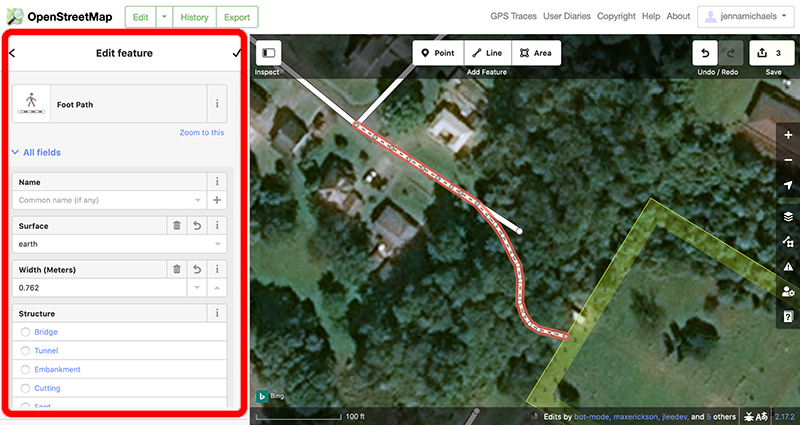 OpenStreetMap
Edit
History
Export
GPS Traces
User Diaries
Copyright
Help
About
jennamichaels
Edit feature
Foot Path
Zoom to this
All fields
Name
Common name (if any)
Surface
earth
Width (Meters)
0.762
Structure
Bridge
Tunnel
Embankment
Cutting
Ford
Inspect
Point
Line
Area
Add Feature
Undo / Redo
3
Save
Bing
100 ft
Edits by bot-mode, maxerickson, jleedev, and 5 others
2.17.2